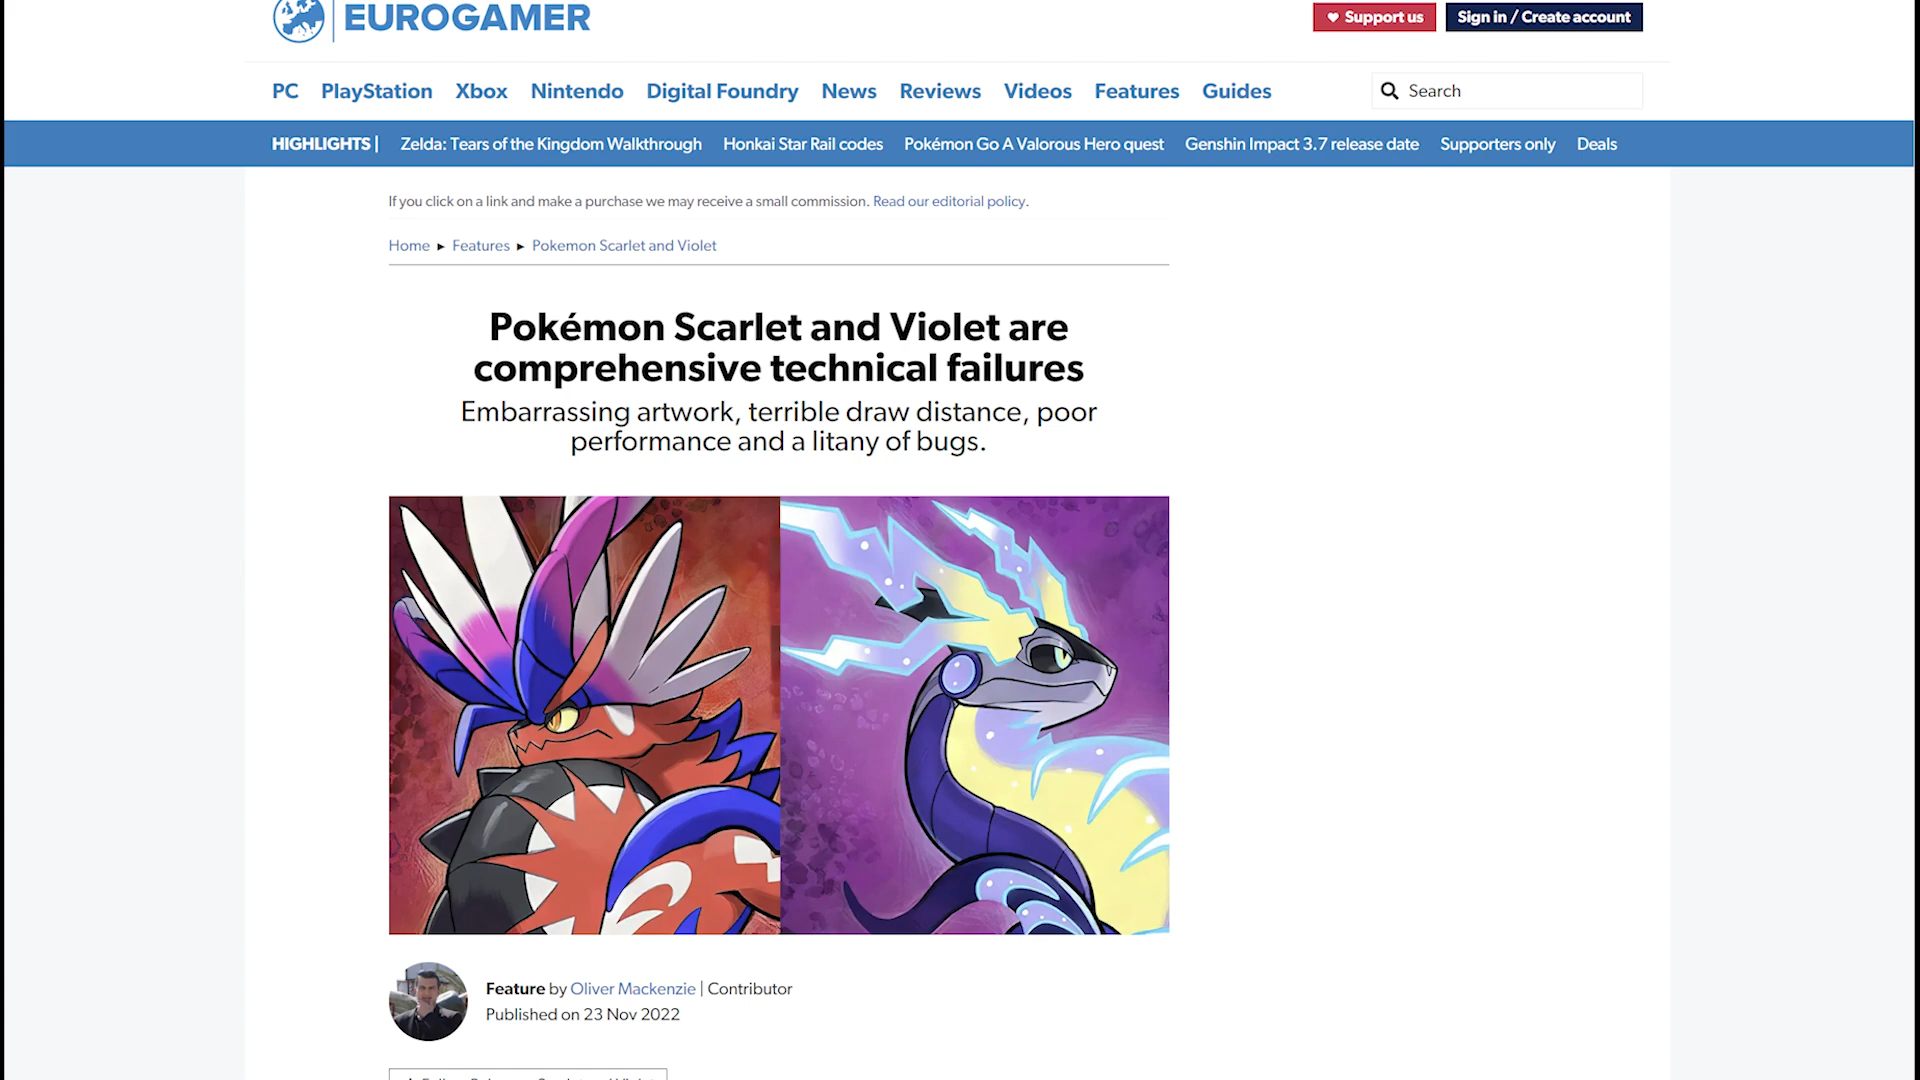 EUROGAMER
Support us
Sign in / Create account
PC PlayStation Xbox Nintendo Digital Foundry News Reviews Videos Features Guides
Search
HIGHLIGHTS | Zelda: Tears of the Kingdom Walkthrough Honkai Star Rail codes Pokémon Go A Valorous Hero quest Genshin Impact 3.7 release date Supporters only Deals
If you click on a link and make a purchase we may receive a small commission. Read our editorial policy.
Home ▸ Features ▸ Pokemon Scarlet and Violet
Pokémon Scarlet and Violet are
comprehensive technical failures
Embarrassing artwork, terrible draw distance, poor
performance and a litany of bugs.
Feature by Oliver Mackenzie | Contributor
Published on 23 Nov 2022